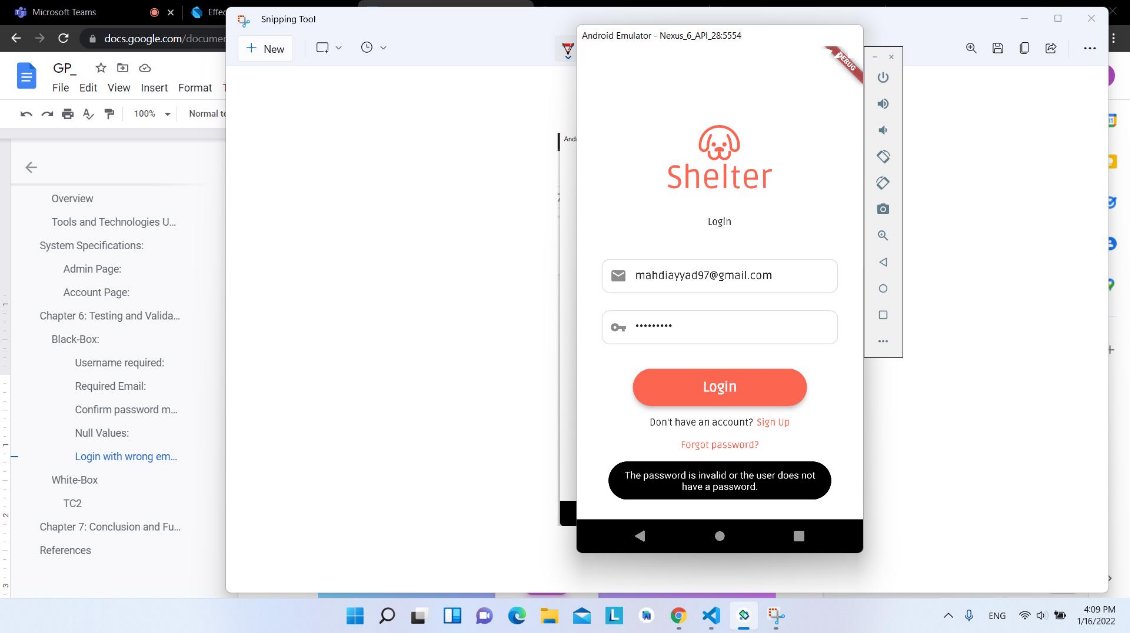 Microsoft Teams
Effec
docs.google.com/documen
GP_
File Edit View Insert Format
100%
Normal te
Overview
Tools and Technologies U...
System Specifications:
Admin Page:
Account Page:
Chapter 6: Testing and Valida...
Black-Box:
Username required:
Required Email:
Confirm password m...
Null Values:
Login with wrong em...
White-Box
TC2
Chapter 7: Conclusion and Fu...
References
Snipping Tool
New
Android Emulator - Nexus_6_API_28:5554
DEBUG
Shelter
Login
mahdiayyad97@gmail.com
Login
Don't have an account? Sign Up
Forgot password?
The password is invalid or the user does not
have a password.
ENG
4:09 PM
1/16/2022